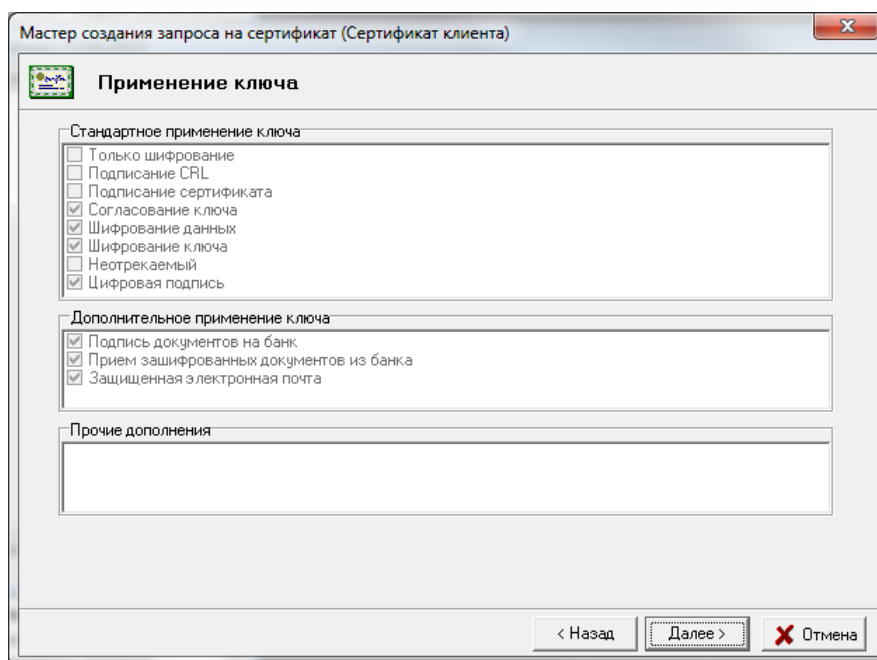 Мастер создания запроса на сертификат (Сертификат клиента)
Применение ключа
Стандартное применение ключа
Только шифрование
Подписание CRL
Подписание сертификата
Согласование ключа
Шифрование данных
Шифрование ключа
Неотрекаемый
Цифровая подпись
Дополнительное применение ключа
Подпись документов на банк
Прием зашифрованных документов из банка
Защищенная электронная почта
Прочие дополнения
< Назад
Далее >
Отмена